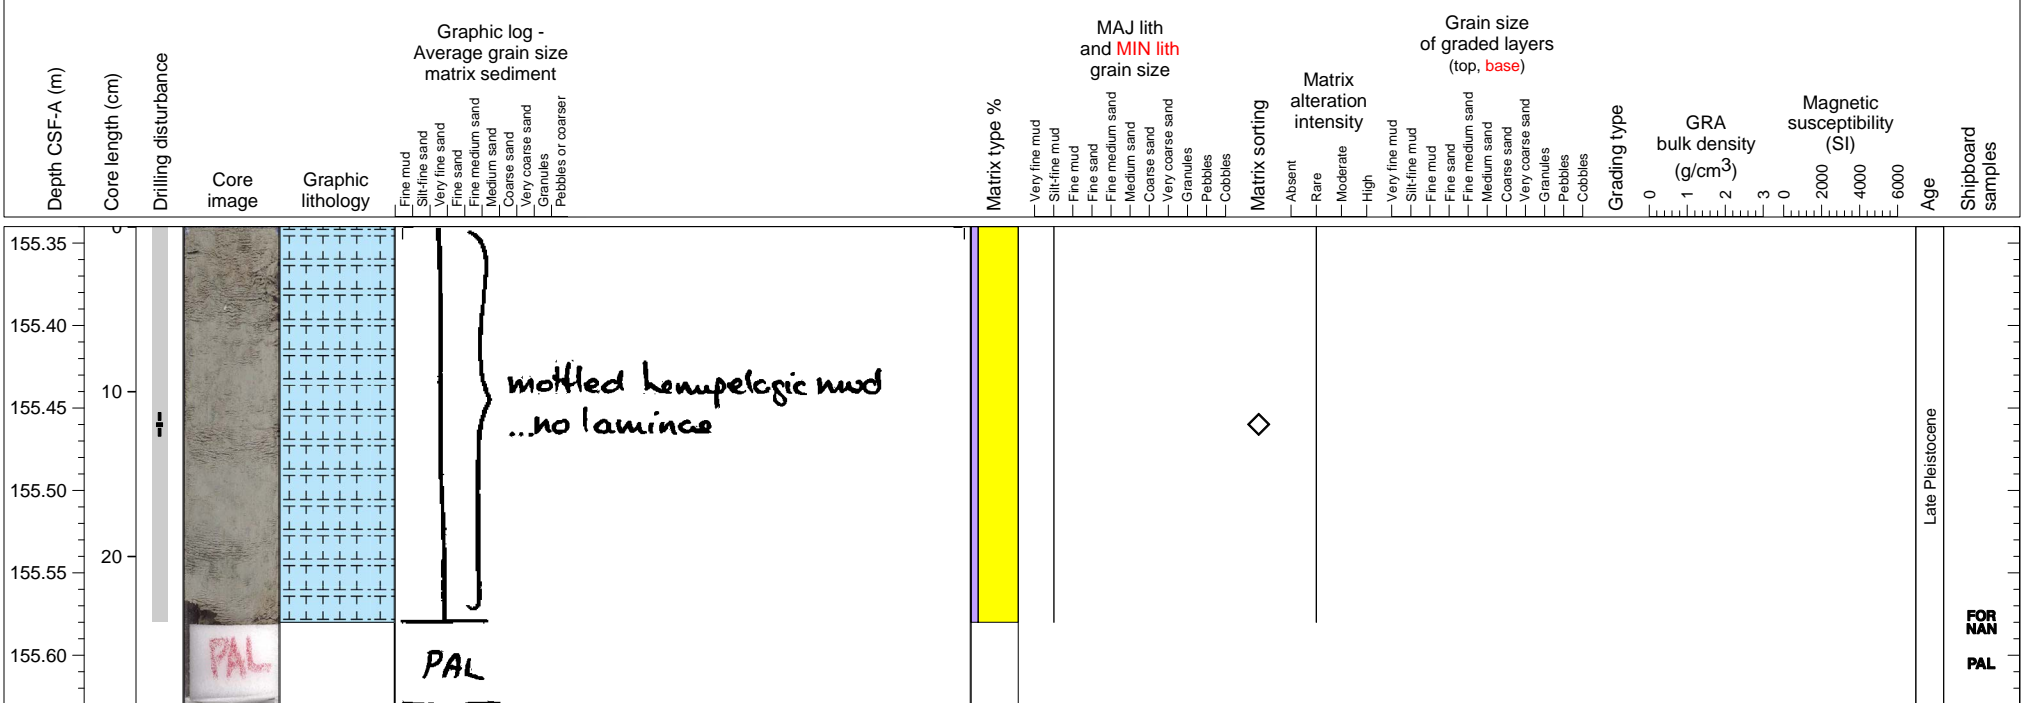 Depth CSF-A (m)
Core length (cm)
Drilling disturbance
Core
image
Graphic
lithology
Graphic log -
Average grain size
matrix sediment
Fine mud
Silt-fine sand
Very fine sand
Fine sand
Fine medium sand
Medium sand
Coarse sand
Very coarse sand
Granules
Pebbles or coarser
Matrix type %
MAJ lith
and MIN lith
grain size
Very fine mud
Silt-fine mud
Fine mud
Fine sand
Fine medium sand
Medium sand
Coarse sand
Very coarse sand
Granules
Pebbles
Cobbles
Matrix sorting
Matrix
alteration
intensity
Absent
Rare
Moderate
High
Grain size
of graded layers
(top, base)
Very fine mud
Silt-fine mud
Fine mud
Fine sand
Fine medium sand
Medium sand
Coarse sand
Very coarse sand
Granules
Pebbles
Cobbles
Grading type
GRA
bulk density
(g/cm3)
0 1 2 3
Magnetic
susceptibility
(SI)
0 2000 4000 6000
Age
Shipboard
samples
155.35
155.40
155.45
155.50
155.55
155.60
0
10
20
PAL
mottled hemipelagic mud
...no laminae
PAL
Late Pleistocene
FOR
NAN
PAL